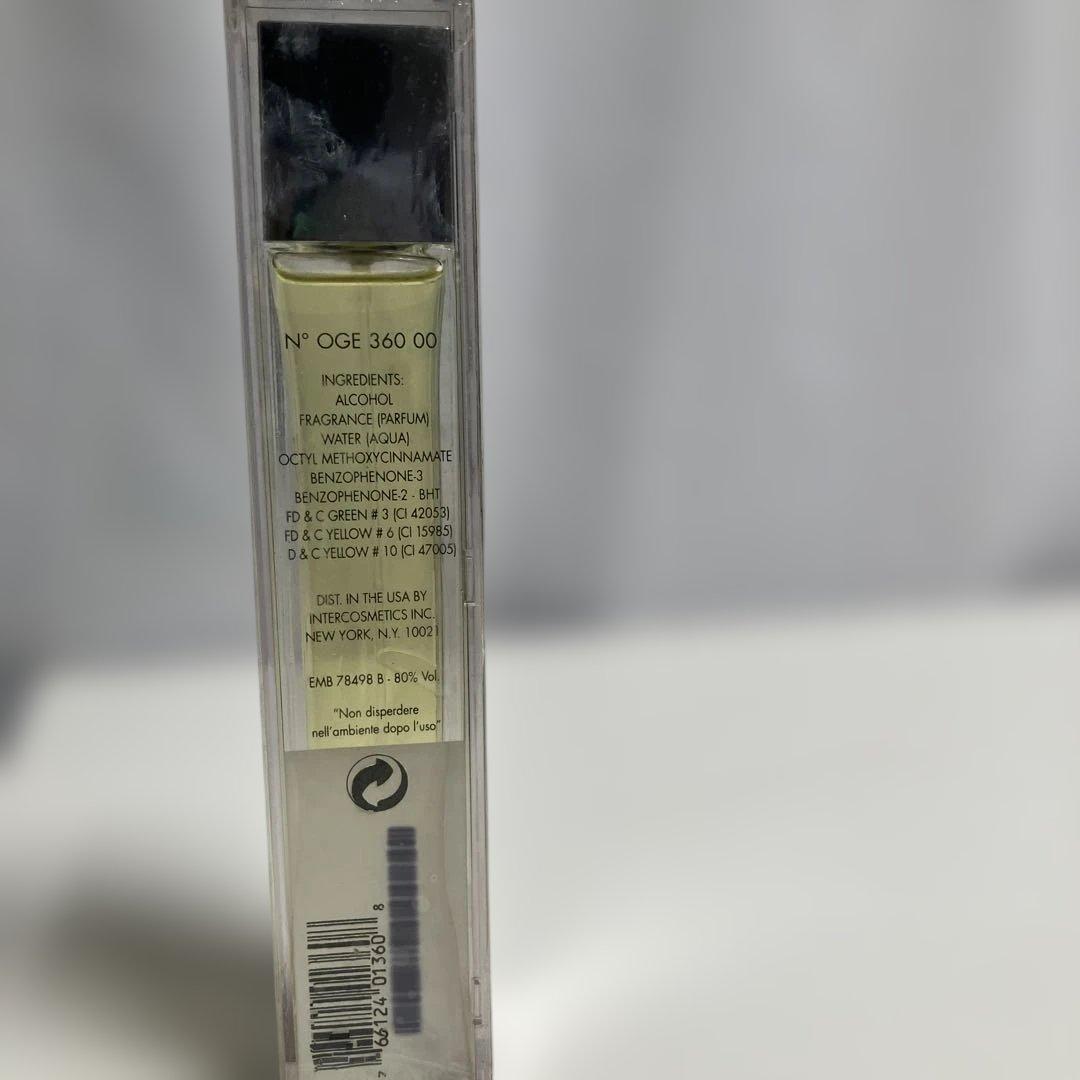 N° OGE 360 00
INGREDIENTS:
ALCOHOL
FRAGRANCE (PARFUM)
WATER (AQUA)
OCTYL METHOXYCINNAMATE
BENZOPHENONE-3
BENZOPHENONE-2 - BHT
FD & C GREEN # 3 (CI 42053)
FD & C YELLOW # 6 (CI 15985)
D & C YELLOW # 10 (CI 47005)
DIST. IN THE USA BY
INTERCOSMETICS INC.
NEW YORK, N.Y. 10021
EMB 78498 B - 80% Vol.
"Non disperdere
nell'ambiente dopo l'uso"
7 66124 01360 8